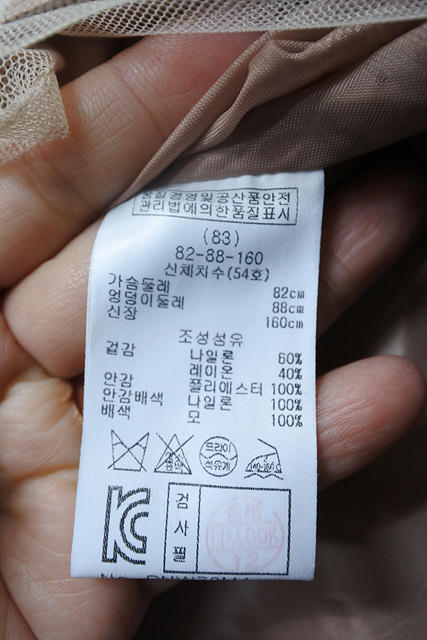 품질경영및공산품안전
관리법에의한품질표시
(83)
82-88-160
신체치수(54호)
가슴둘레 82cm
엉덩이둘레 88cm
신장 160cm
조성섬유
겉감 나일론 60%
레이온 40%
안감 폴리에스터 100%
안감배색 나일론 100%
배색 모 100%
드라이
석유계
검사필